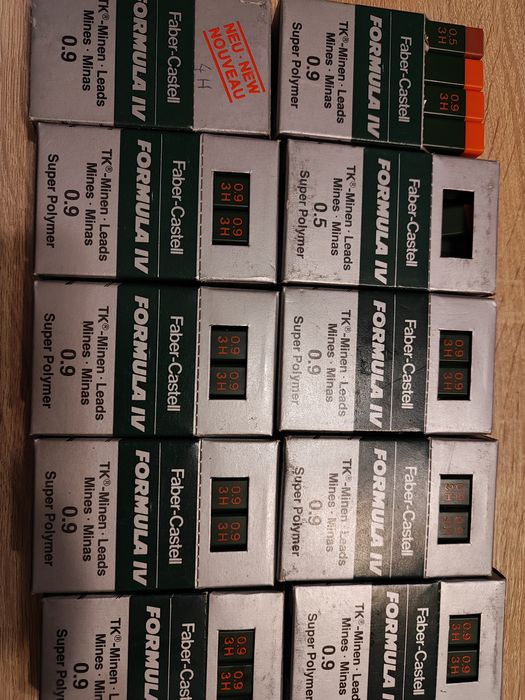 NEU·NEW
NOUVEAU
4H
Faber-Castell
FORMULA IV
TK®-Minen · Leads
Mines · Minas
0.9
Super Polymer
0.5
3H
0.9
3H
Faber-Castell
FORMULA IV
TK®-Minen · Leads
Mines · Minas
0.9
Super Polymer
0.9 0.9
3H 3H
Faber-Castell
FORMULA IV
TK®-Minen · Leads
Mines · Minas
0.9
Super Polymer
Faber-Castell
FORMULA IV
TK®-Minen · Leads
Mines · Minas
0.5
Super Polymer
0.9 0.9
3H 3H
Faber-Castell
FORMULA IV
TK®-Minen · Leads
Mines · Minas
0.9
Super Polymer
0.9 0.9
3H 3H
Faber-Castell
FORMULA IV
TK®-Minen · Leads
Mines · Minas
0.9
Super Polymer
0.9 0.9
3H 3H
Faber-Castell
FORMULA IV
TK®-Minen · Leads
Mines · Minas
0.9
Super Polymer
0.9
3H
Faber-Castell
FORMULA IV
TK®-Minen · Leads
Mines · Minas
0.9
Super Polymer
0.9 0.9
3H 3H
Faber-Castell
FORMULA IV
TK®-Minen · Leads
Mines · Minas
0.9
Super Polymer
0.9 0.9
3H 3H
Faber-Castell
FORMULA IV
TK®-Minen · Leads
Mines · Minas
0.9
Super Polymer